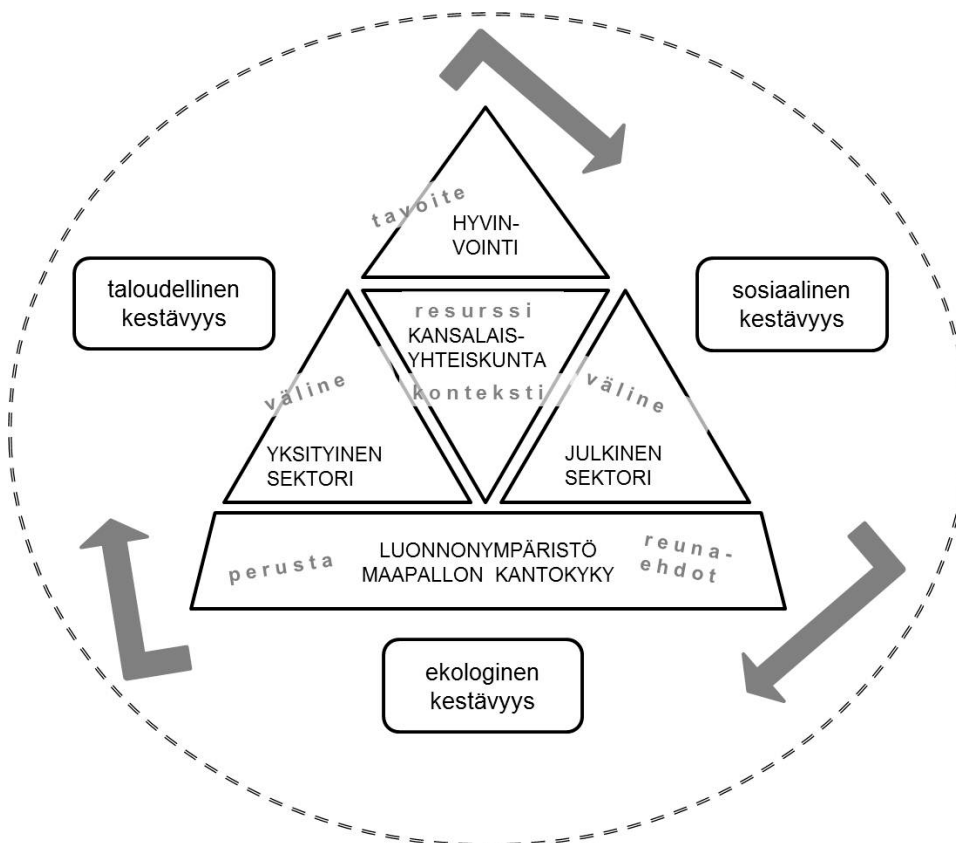 tavoite
HYVIN-
VOINTI
taloudellinen
kestävyys
sosiaalinen
kestävyys
resurssi
KANSALAIS-
YHTEISKUNTA
konteksti
väline
väline
YKSITYINEN
SEKTORI
JULKINEN
SEKTORI
perusta
LUONNONYMPÄRISTÖ
MAAPALLON KANTOKYKY
reuna-
ehdot
ekologinen
kestävyys